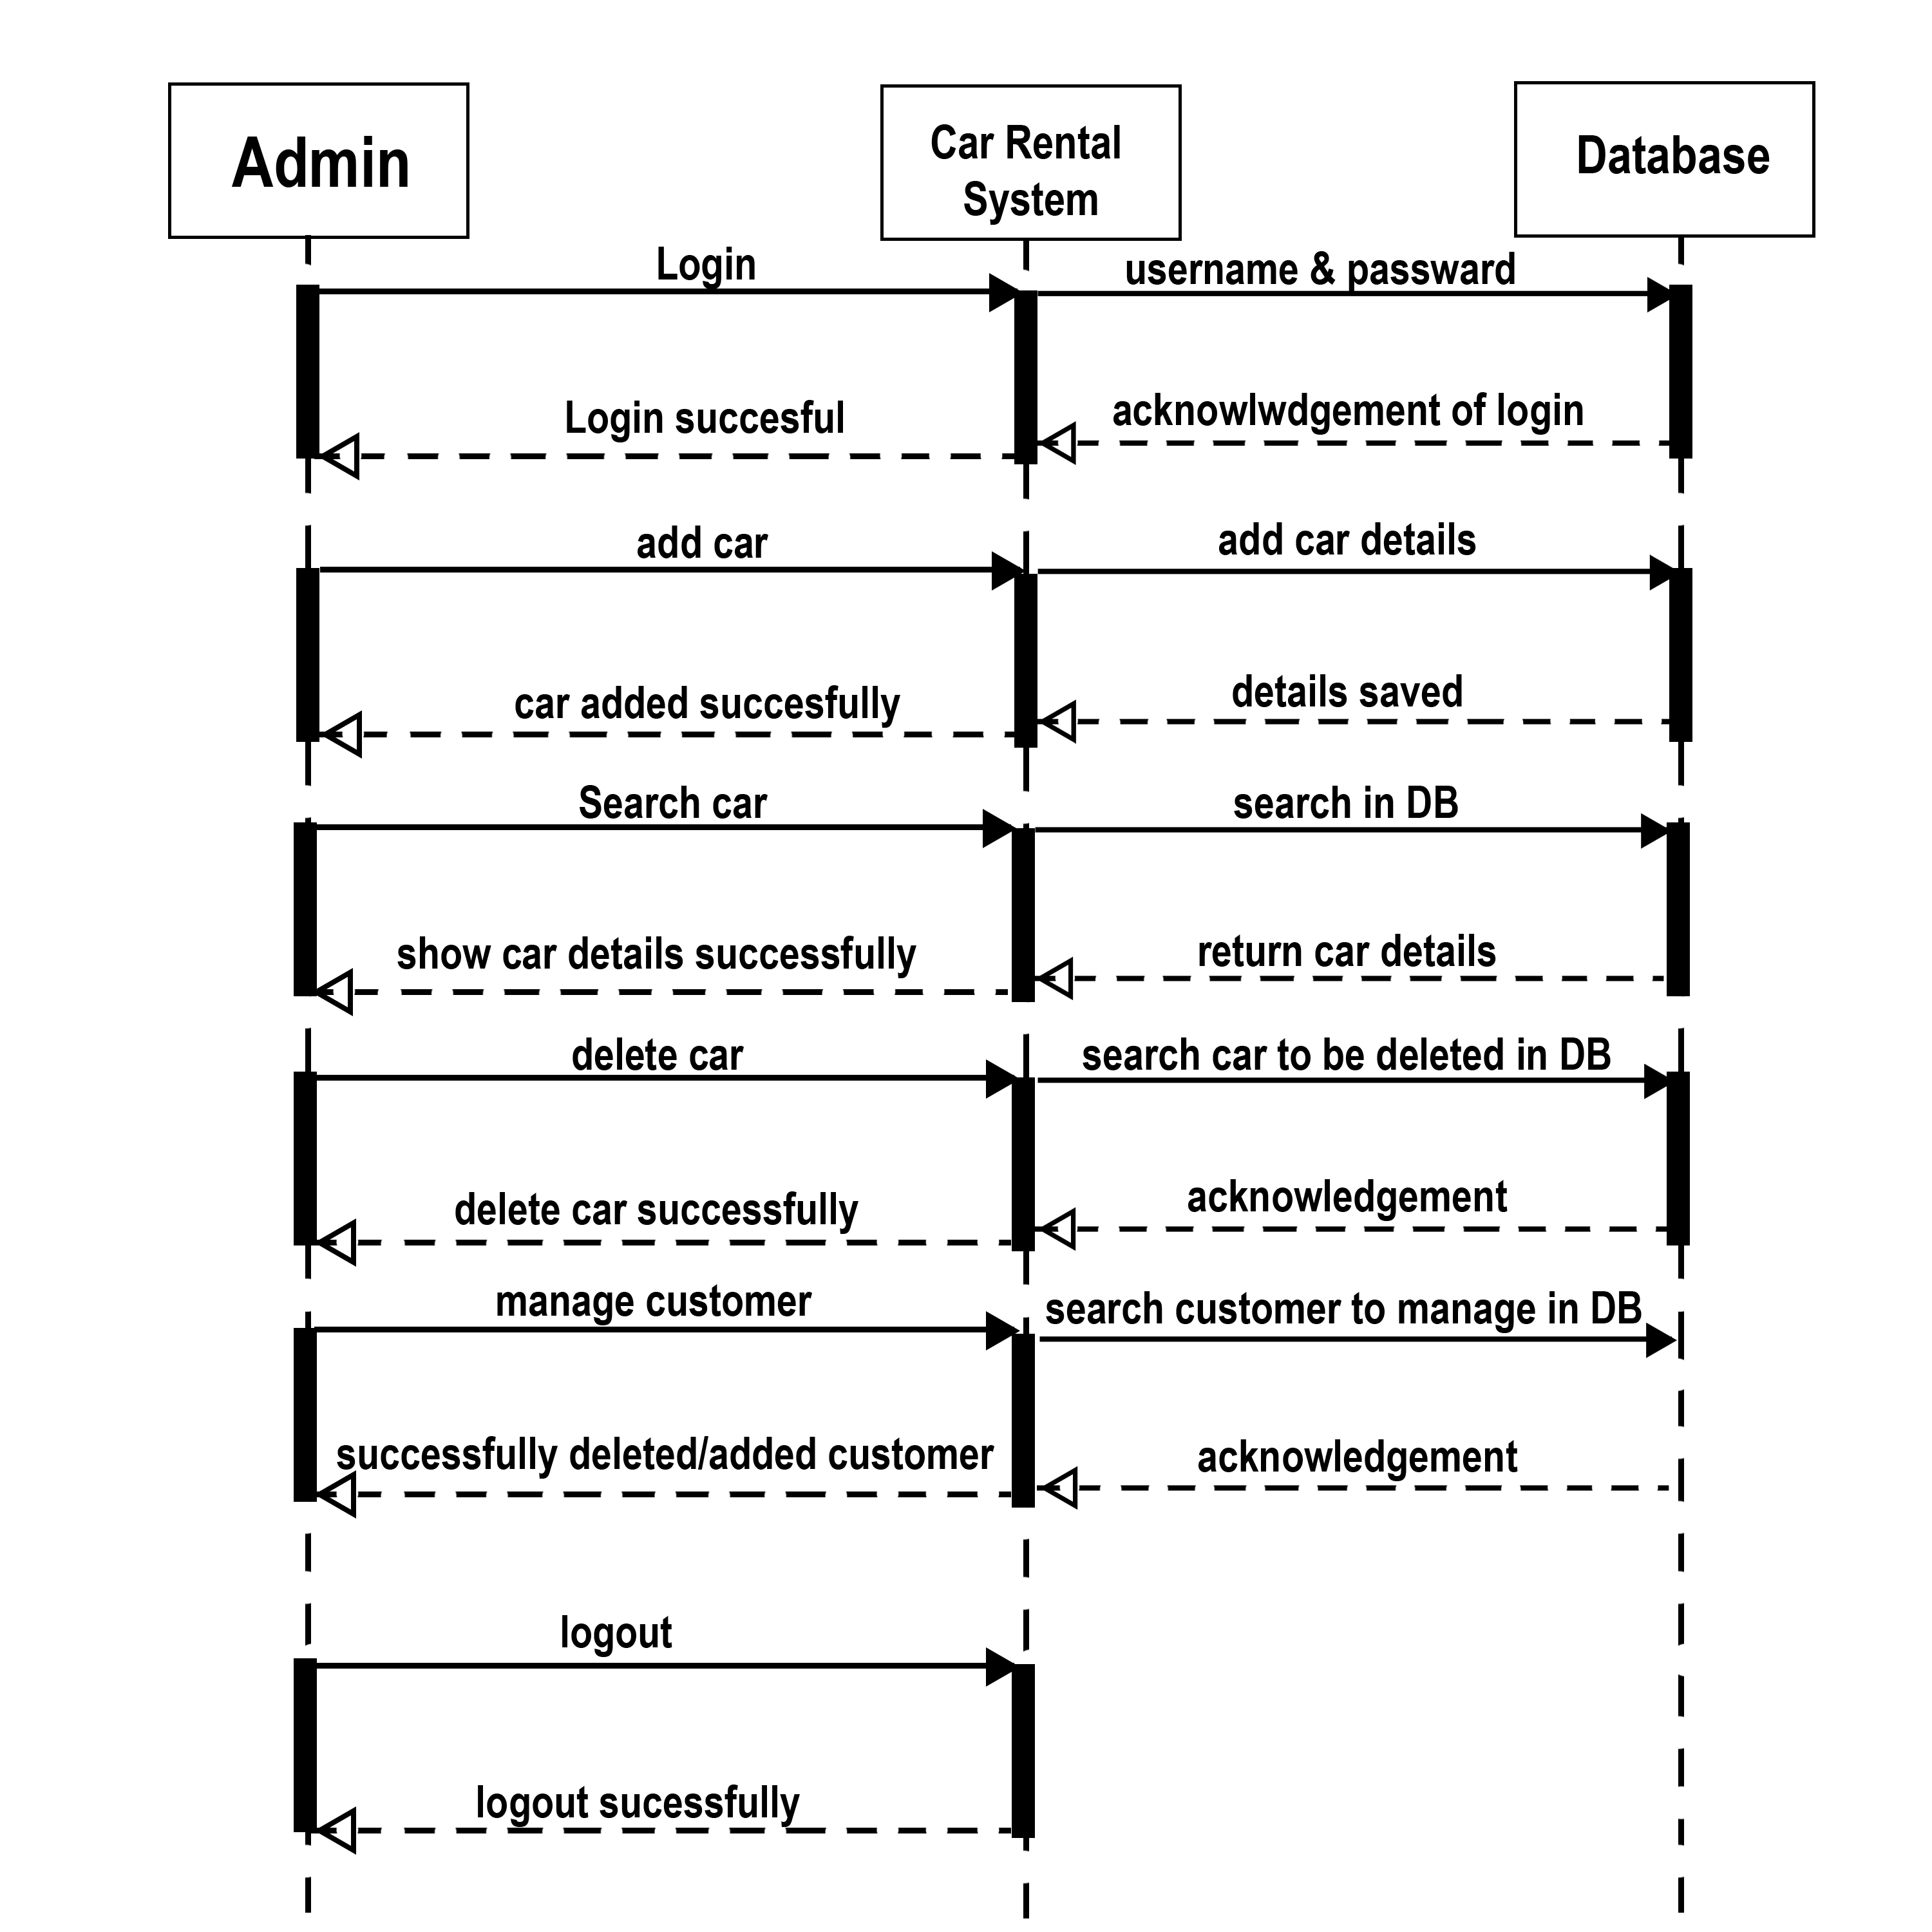 Admin
Car Rental
System
Database
Login
username & passward
Login succesful
acknowlwdgement of login
add car
add car details
car added succesfully
details saved
Search car
search in DB
show car details successfully
return car details
delete car
search car to be deleted in DB
delete car successfully
acknowledgement
manage customer
search customer to manage in DB
successfully deleted/added customer
acknowledgement
logout
logout sucessfully